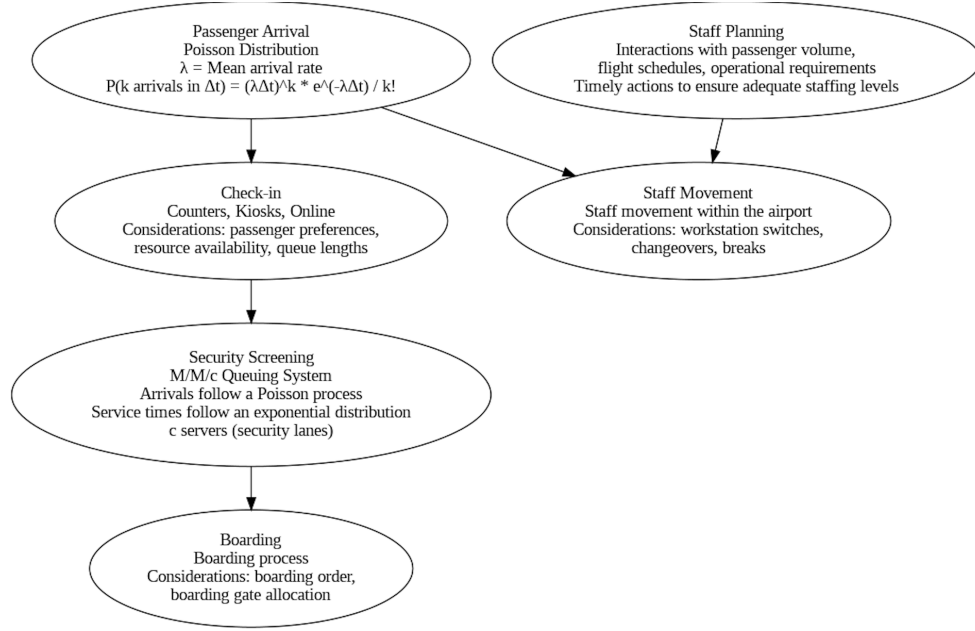 Passenger Arrival
Poisson Distribution
λ = Mean arrival rate
P(k arrivals in Δt) = (λΔt)^k * e^(-λΔt) / k!
Staff Planning
Interactions with passenger volume,
flight schedules, operational requirements
Timely actions to ensure adequate staffing levels
Check-in
Counters, Kiosks, Online
Considerations: passenger preferences,
resource availability, queue lengths
Staff Movement
Staff movement within the airport
Considerations: workstation switches,
changeovers, breaks
Security Screening
M/M/c Queuing System
Arrivals follow a Poisson process
Service times follow an exponential distribution
c servers (security lanes)
Boarding
Boarding process
Considerations: boarding order,
boarding gate allocation